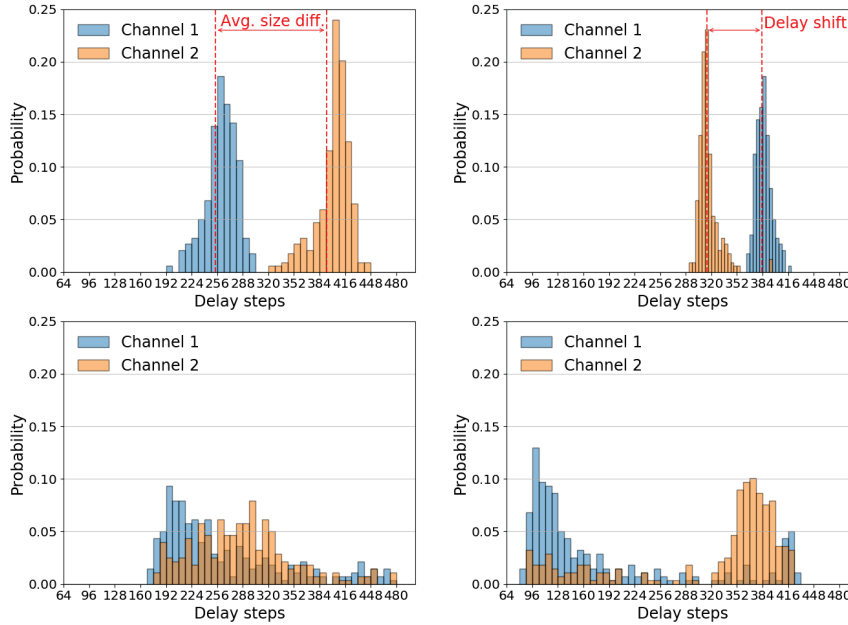 Avg. size diff.
Channel 1
Channel 2
0.25
0.20
0.15
0.10
0.05
0.00
Probability
64 96 128 160 192 224 256 288 320 352 384 416 448 480
Delay steps
Delay shift
Channel 1
Channel 2
0.25
0.20
0.15
0.10
0.05
0.00
Probability
64 96 128 160 192 224 256 288 320 352 384 416 448 480
Delay steps
Channel 1
Channel 2
0.25
0.20
0.15
0.10
0.05
0.00
Probability
64 96 128 160 192 224 256 288 320 352 384 416 448 480
Delay steps
Channel 1
Channel 2
0.25
0.20
0.15
0.10
0.05
0.00
Probability
64 96 128 160 192 224 256 288 320 352 384 416 448 480
Delay steps